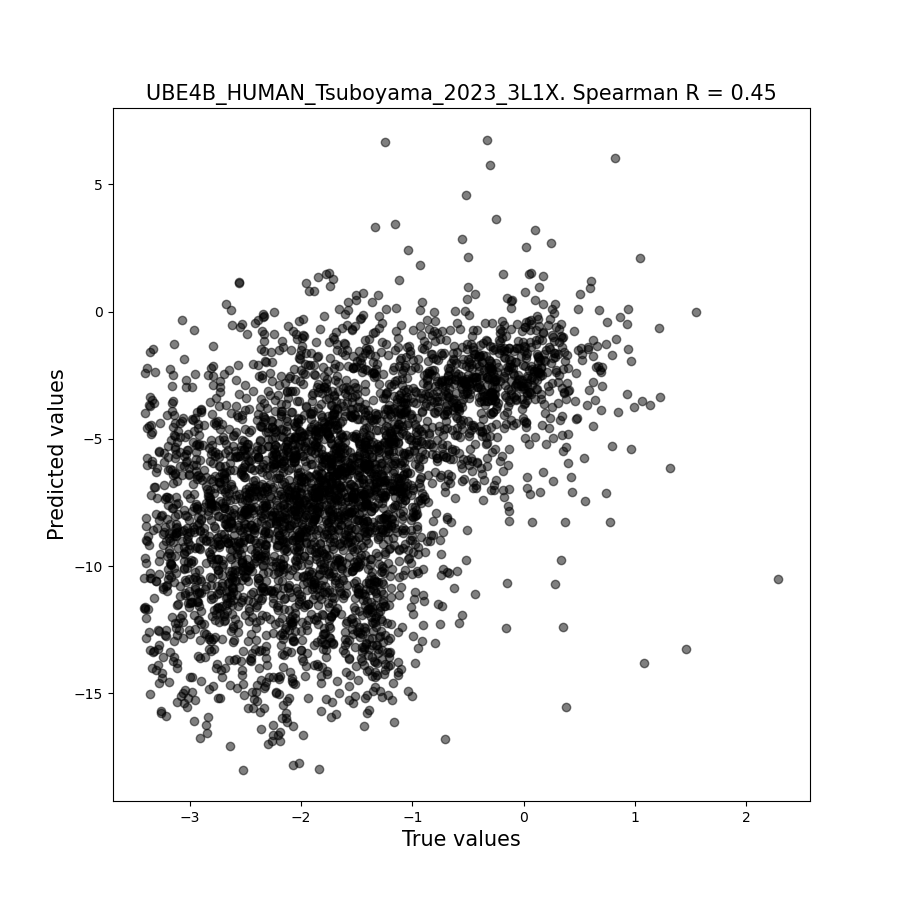 UBE4B_HUMAN_Tsuboyama_2023_3L1X. Spearman R = 0.45
5
0
−5
−10
−15
Predicted values
−3 −2 −1 0 1 2
True values